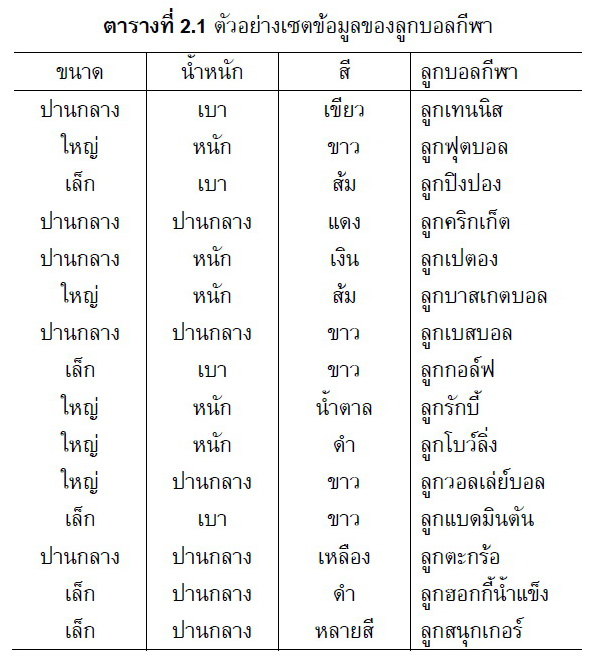 ตารางที่ 2.1 ตัวอย่างเซตข้อมูลของลูกบอลกีฬา
ขนาด น้ำหนัก สี ลูกบอลกีฬา
ปานกลาง เบา เขียว ลูกเทนนิส
ใหญ่ หนัก ขาว ลูกฟุตบอล
เล็ก เบา ส้ม ลูกปิงปอง
ปานกลาง ปานกลาง แดง ลูกคริกเก็ต
ปานกลาง หนัก เงิน ลูกเปตอง
ใหญ่ หนัก ส้ม ลูกบาสเกตบอล
ปานกลาง ปานกลาง ขาว ลูกเบสบอล
เล็ก เบา ขาว ลูกกอล์ฟ
ใหญ่ หนัก น้ำตาล ลูกรักบี้
ใหญ่ หนัก ดำ ลูกโบว์ลิ่ง
ใหญ่ ปานกลาง ขาว ลูกวอลเล่ย์บอล
เล็ก เบา ขาว ลูกแบดมินตัน
ปานกลาง ปานกลาง เหลือง ลูกตะกร้อ
เล็ก ปานกลาง ดำ ลูกฮอกกี้น้ำแข็ง
เล็ก ปานกลาง หลายสี ลูกสนุกเกอร์